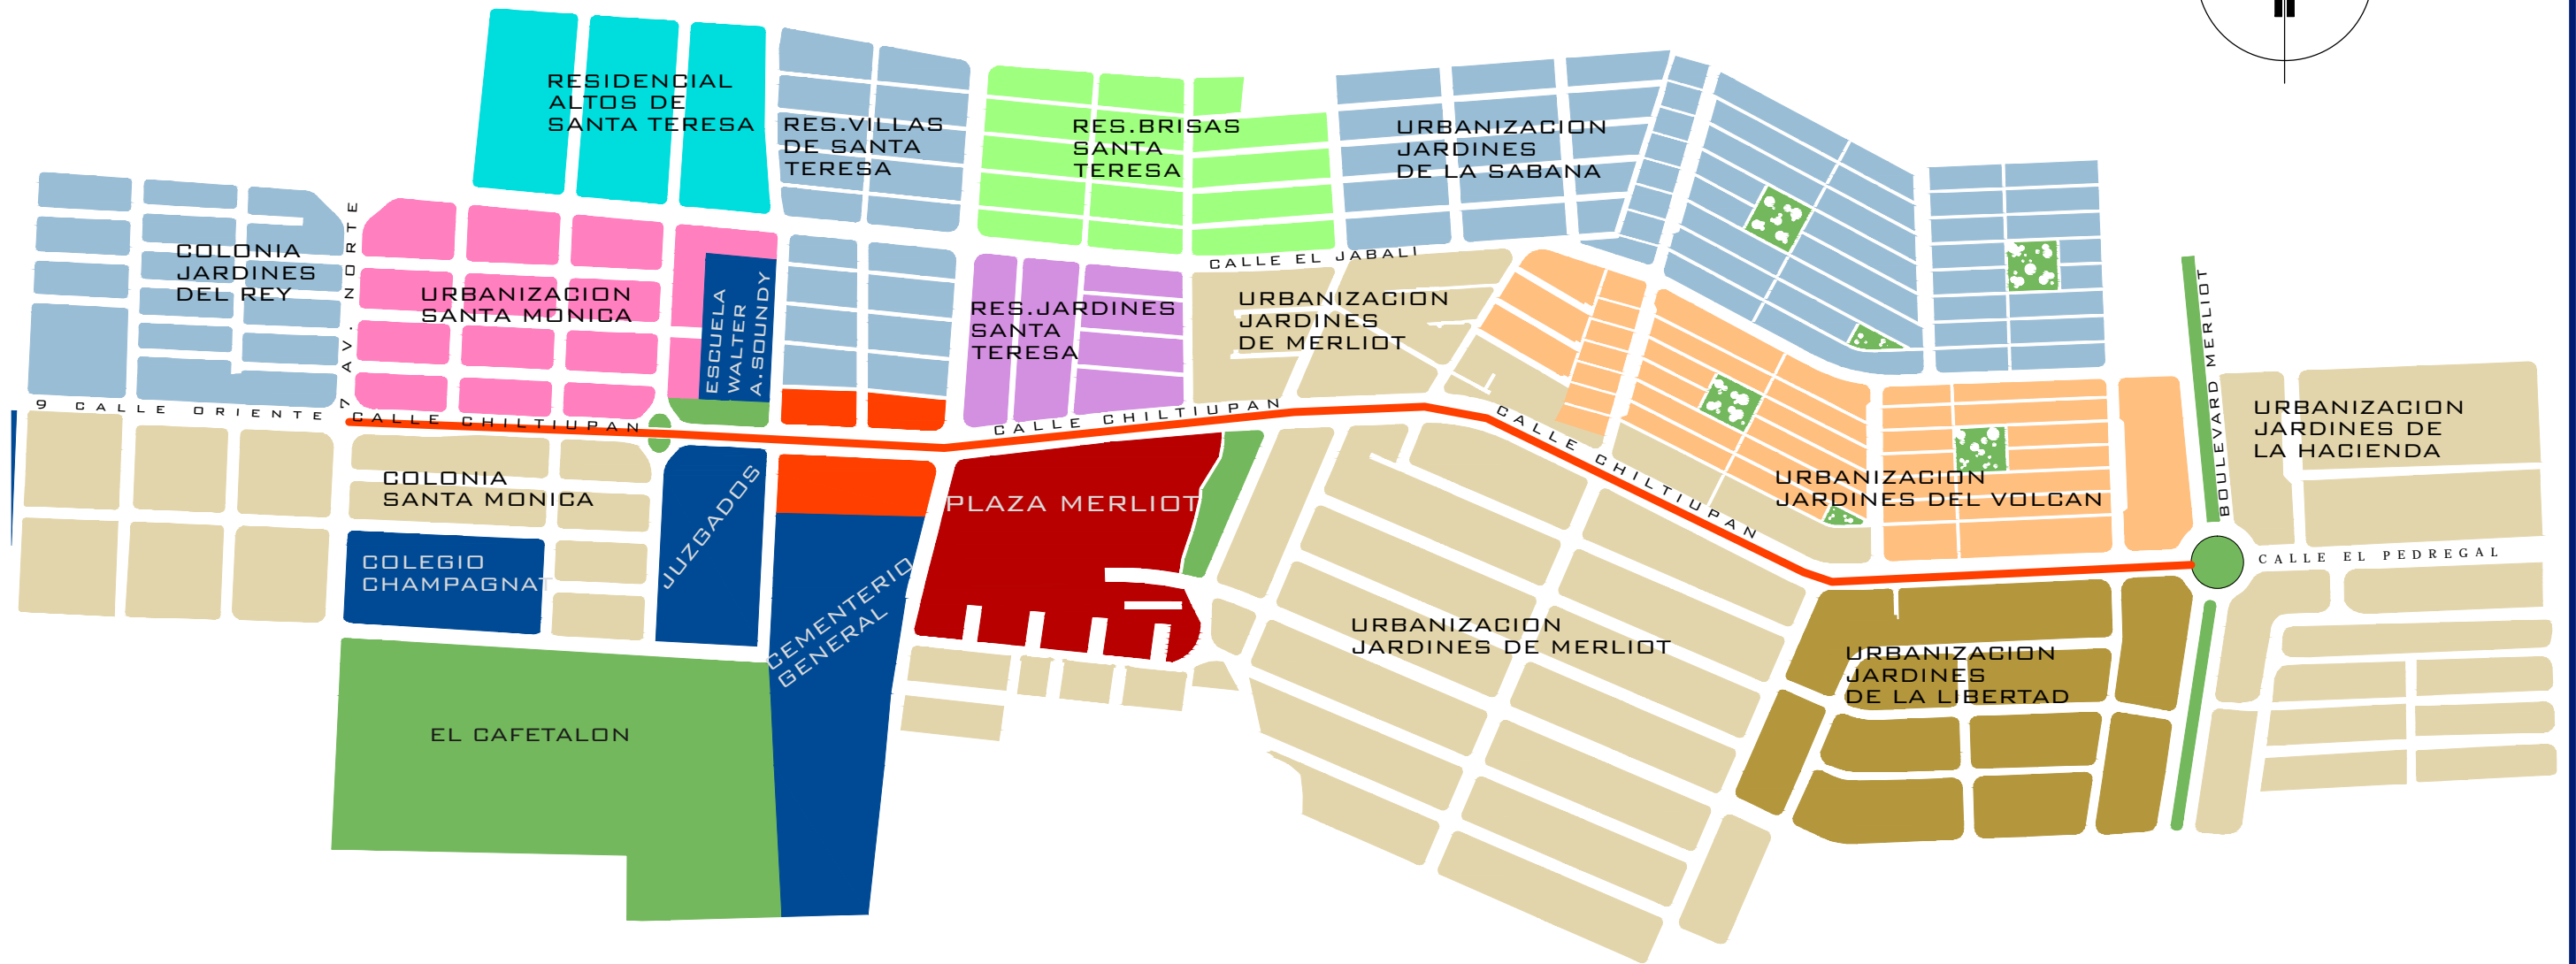 RESIDENCIAL
ALTOS DE
SANTA TERESA
RES.VILLAS
DE SANTA
TERESA
RES.BRISAS
SANTA
TERESA
URBANIZACION
JARDINES
DE LA SABANA
COLONIA
JARDINES
DEL REY
7 AV. NORTE
URBANIZACION
SANTA MONICA
ESCUELA
WALTER
A.SOUNDY
RES.JARDINES
SANTA
TERESA
CALLE EL JABALI
URBANIZACION
JARDINES
DE MERLIOT
BOULEVARD MERLIOT
9 CALLE ORIENTE
CALLE CHILTIUPAN
CALLE CHILTIUPAN
CALLE CHILTIUPAN
URBANIZACION
JARDINES DE
LA HACIENDA
COLONIA
SANTA MONICA
JUZGADOS
PLAZA MERLIOT
URBANIZACION
JARDINES DEL VOLCAN
CALLE EL PEDREGAL
COLEGIO
CHAMPAGNAT
CEMENTERIO
GENERAL
URBANIZACION
JARDINES DE MERLIOT
URBANIZACION
JARDINES
DE LA LIBERTAD
EL CAFETALON